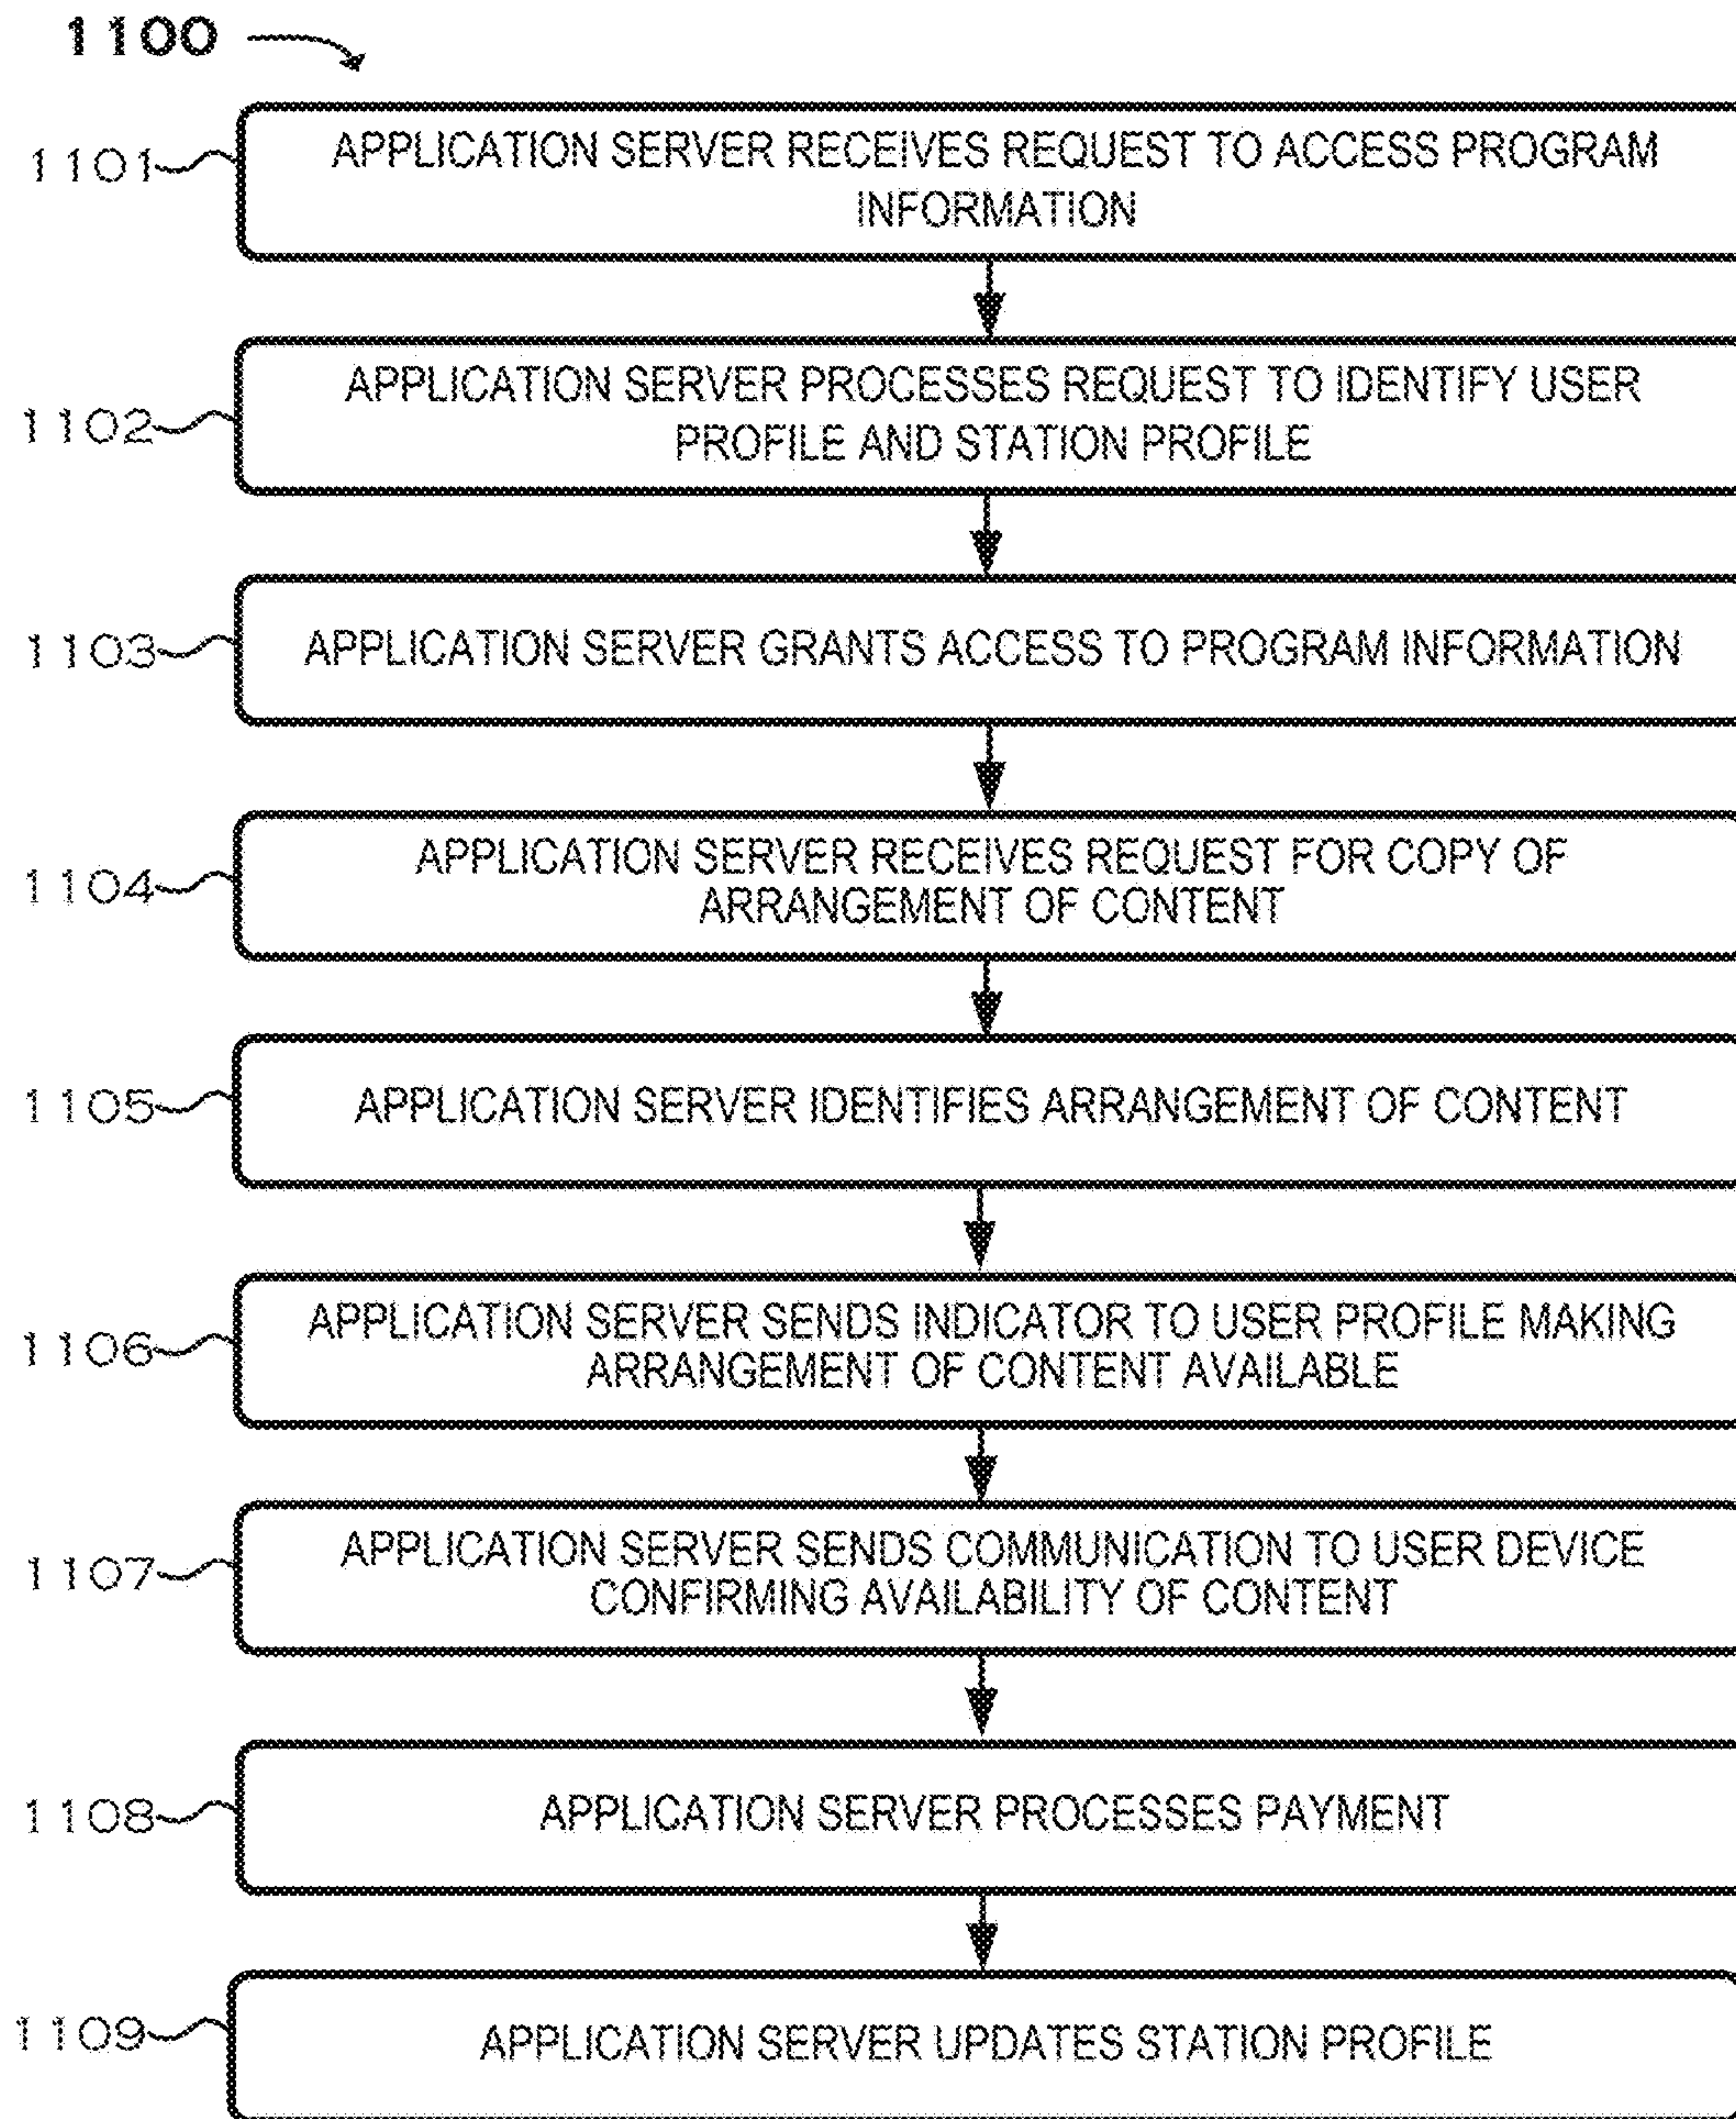 1100
1101
APPLICATION SERVER RECEIVES REQUEST TO ACCESS PROGRAM
INFORMATION
1102
APPLICATION SERVER PROCESSES REQUEST TO IDENTIFY USER
PROFILE AND STATION PROFILE
1103
APPLICATION SERVER GRANTS ACCESS TO PROGRAM INFORMATION
1104
APPLICATION SERVER RECEIVES REQUEST FOR COPY OF
ARRANGEMENT OF CONTENT
1105
APPLICATION SERVER IDENTIFIES ARRANGEMENT OF CONTENT
1106
APPLICATION SERVER SENDS INDICATOR TO USER PROFILE MAKING
ARRANGEMENT OF CONTENT AVAILABLE
1107
APPLICATION SERVER SENDS COMMUNICATION TO USER DEVICE
CONFIRMING AVAILABILITY OF CONTENT
1108
APPLICATION SERVER PROCESSES PAYMENT
1109
APPLICATION SERVER UPDATES STATION PROFILE